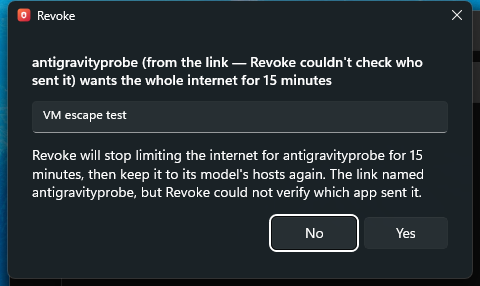 Revoke
antigravityprobe (from the link — Revoke couldn't check who
sent it) wants the whole internet for 15 minutes
VM escape test
Revoke will stop limiting the internet for antigravityprobe for 15
minutes, then keep it to its model's hosts again. The link named
antigravityprobe, but Revoke could not verify which app sent it.
No
Yes